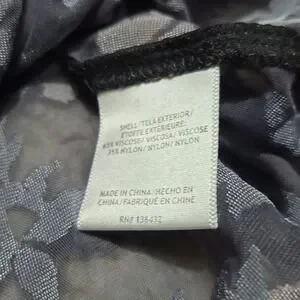 SHELL/TELA EXTERIOR/
ETOFFE EXTERIEURE:
65% VISCOSE/ VISCOSA/ VISCOSE
35% NYLON/ NYLON/ NYLON
MADE IN CHINA/HECHO EN
CHINA/FABRIQUÉ EN CHINE
RN# 136432